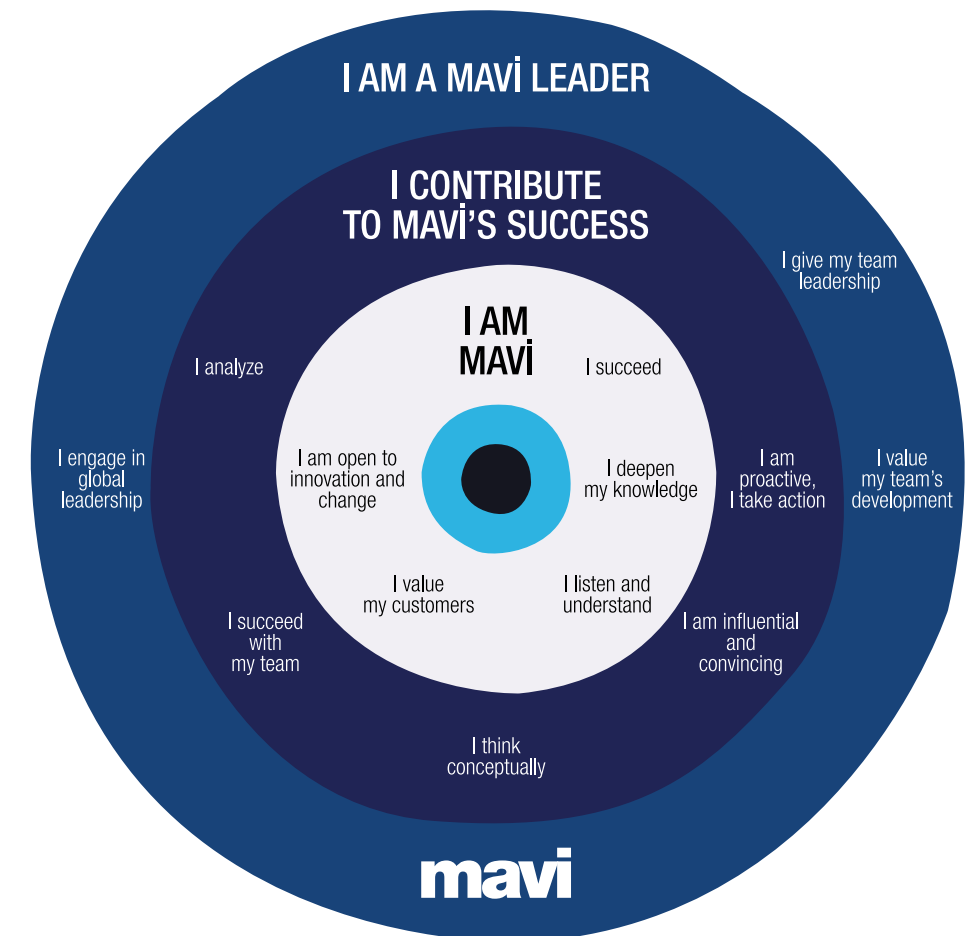 I AM A MAVİ LEADER
I CONTRIBUTE
TO MAVİ'S SUCCESS
I give my team
leadership
I AM
MAVİ
I analyze
I succeed
I engage in
global
leadership
I am open to
innovation and
change
I deepen
my knowledge
I am
proactive,
I take action
I value
my team's
development
I value
my customers
I listen and
understand
I succeed
with
my team
I am influential
and
convincing
I think
conceptually
mavi